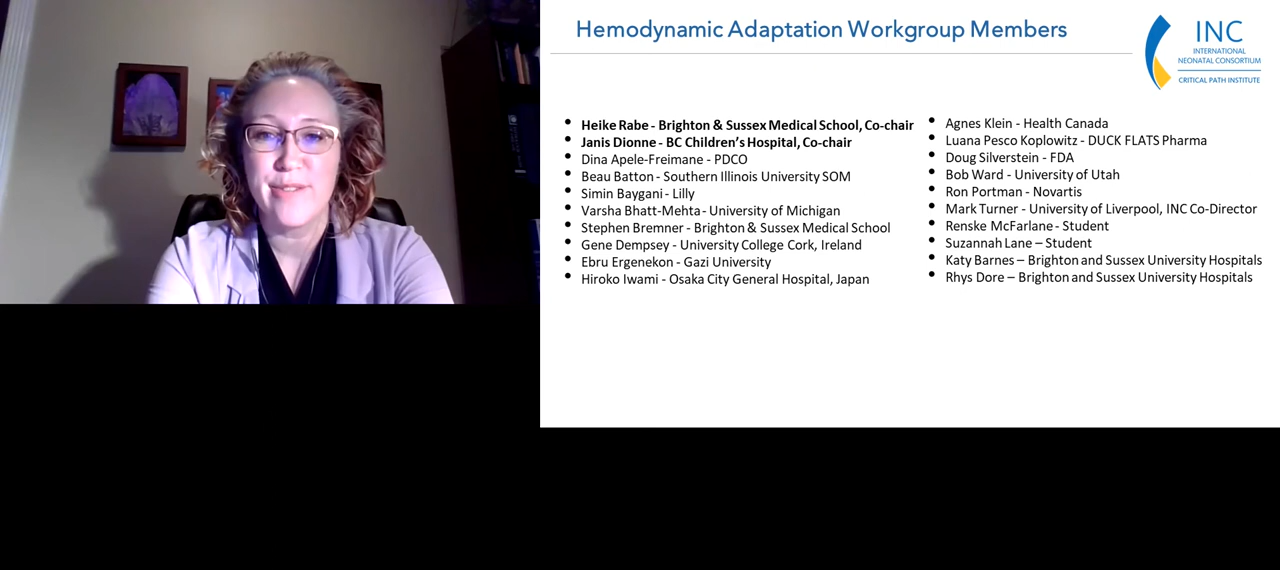 Hemodynamic Adaptation Workgroup Members
INC
INTERNATIONAL
NEONATAL CONSORTIUM
CRITICAL PATH INSTITUTE
• Heike Rabe - Brighton & Sussex Medical School, Co-chair
• Janis Dionne - BC Children's Hospital, Co-chair
• Dina Apele-Freimane - PDCO
• Beau Batton - Southern Illinois University SOM
• Simin Baygani - Lilly
• Varsha Bhatt-Mehta - University of Michigan
• Stephen Bremner - Brighton & Sussex Medical School
• Gene Dempsey - University College Cork, Ireland
• Ebru Ergenekon - Gazi University
• Hiroko Iwami - Osaka City General Hospital, Japan
• Agnes Klein - Health Canada
• Luana Pesco Koplowitz - DUCK FLATS Pharma
• Doug Silverstein - FDA
• Bob Ward - University of Utah
• Ron Portman - Novartis
• Mark Turner - University of Liverpool, INC Co-Director
• Renske McFarlane - Student
• Suzannah Lane – Student
• Katy Barnes – Brighton and Sussex University Hospitals
• Rhys Dore – Brighton and Sussex University Hospitals